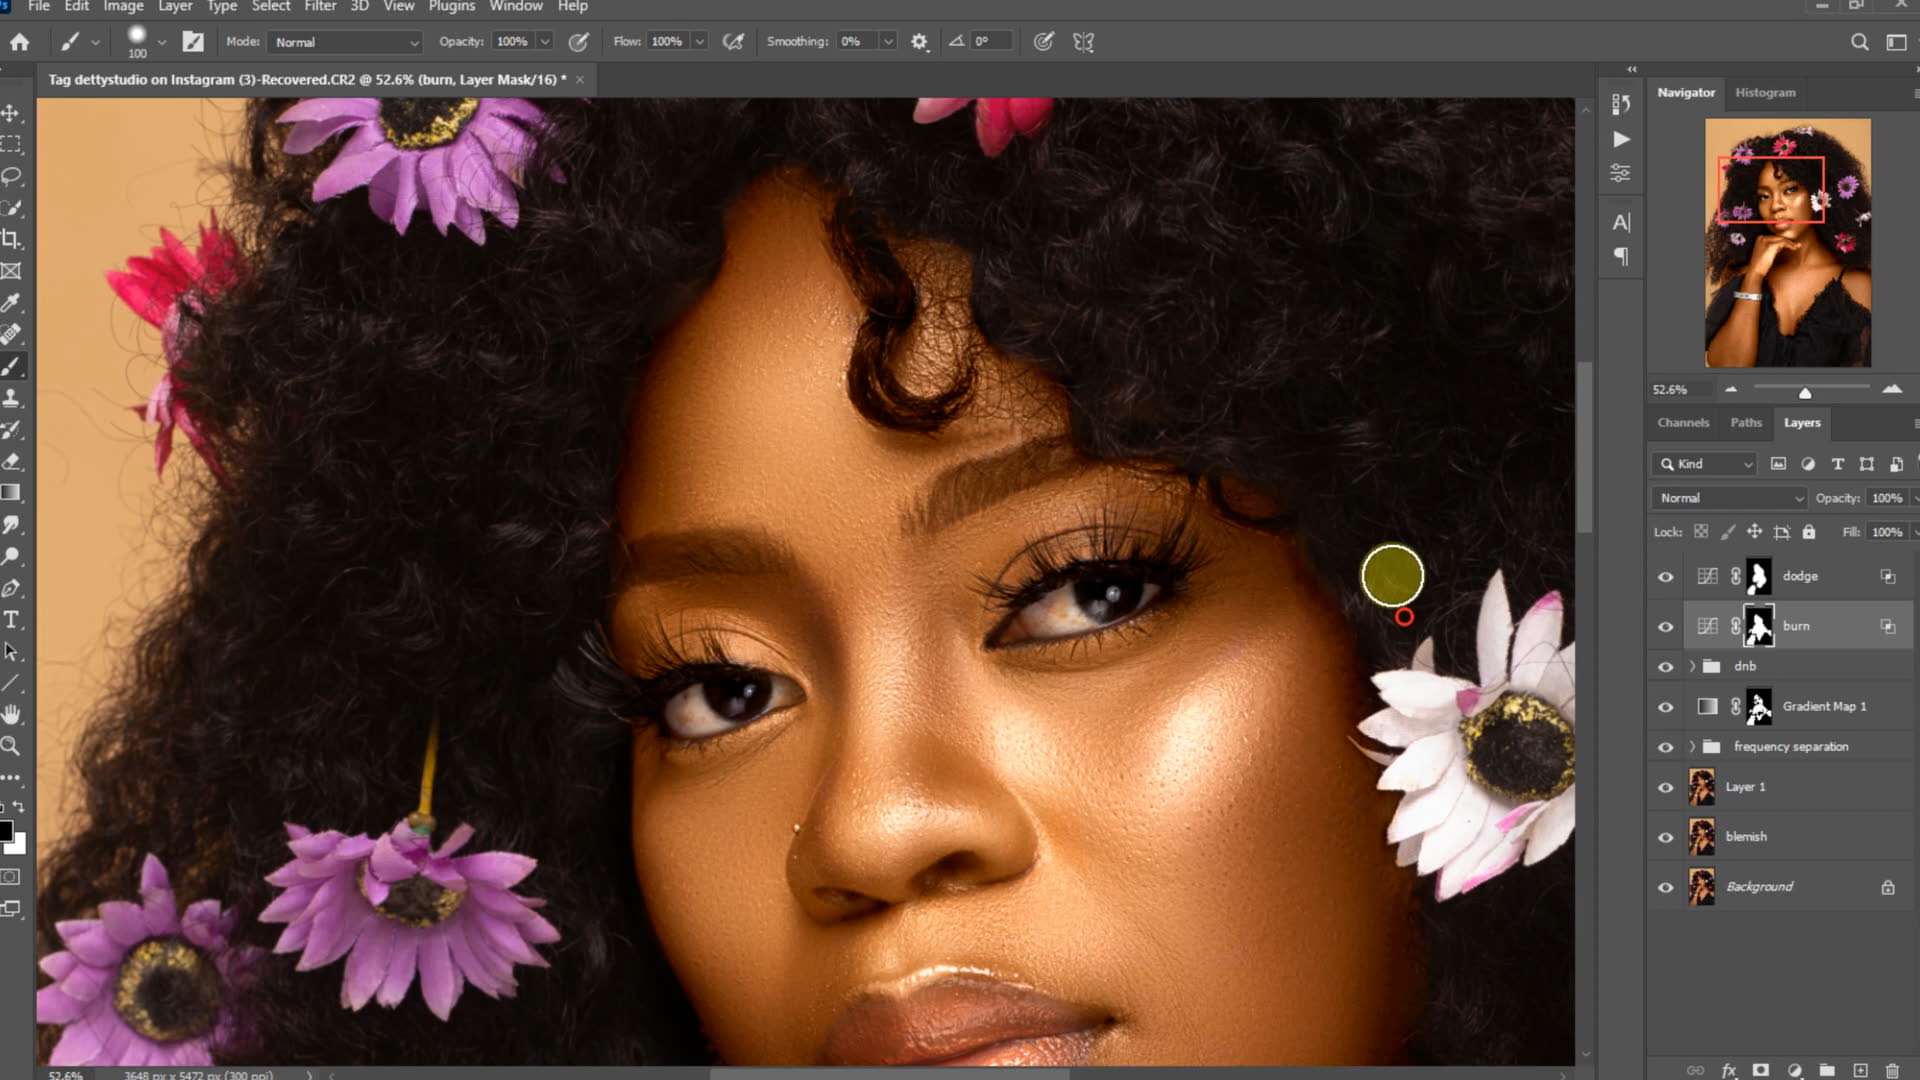 File Edit Image Layer Type Select Filter 3D View Plugins Window Help
100 Mode: Normal Opacity: 100% Flow: 100% Smoothing: 0% 0°
Tag dettystudio on Instagram (3)-Recovered.CR2 @ 52.6% (burn, Layer Mask/16) * ×
Navigator Histogram
52.6%
Channels Paths Layers
Kind
Normal Opacity: 100%
Lock: Fill: 100%
dodge
burn
dnb
Gradient Map 1
frequency separation
Layer 1
blemish
Background
52.6% 3648 px x 5472 px (300 ppi)